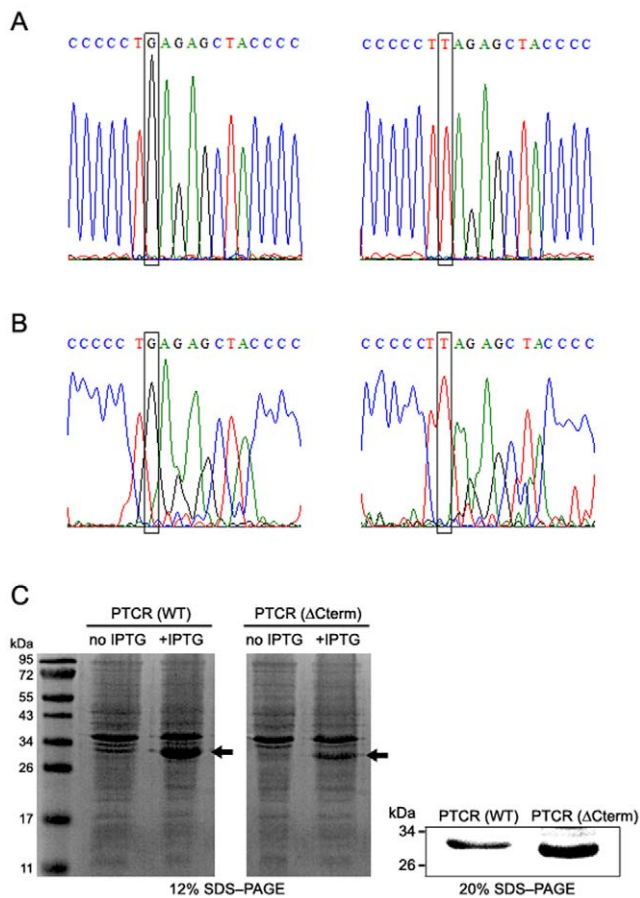 A
CCCCCTGAGAGCTACCCC
CCCCCTTAGAGCTACCCC
B
CCCCC TGAGAGCTACCCC
CCCCCTTAGAGC TACCCC
C
PTCR (WT)
PTCR (ΔCterm)
kDa
no IPTG +IPTG
no IPTG +IPTG
95
72
55
43
34
26
17
11
12% SDS–PAGE
kDa
PTCR (WT) PTCR (ΔCterm)
34
26
20% SDS–PAGE